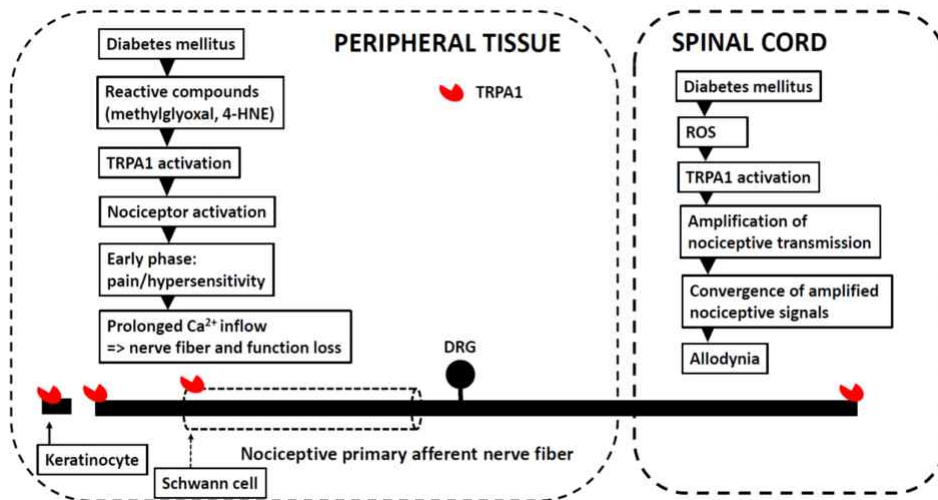 PERIPHERAL TISSUE
TRPA1
Diabetes mellitus
Reactive compounds
(methylglyoxal, 4-HNE)
TRPA1 activation
Nociceptor activation
Early phase:
pain/hypersensitivity
Prolonged Ca²⁺ inflow
=> nerve fiber and function loss
DRG
Keratinocyte
Schwann cell
Nociceptive primary afferent nerve fiber
SPINAL CORD
Diabetes mellitus
ROS
TRPA1 activation
Amplification of
nociceptive transmission
Convergence of amplified
nociceptive signals
Allodynia